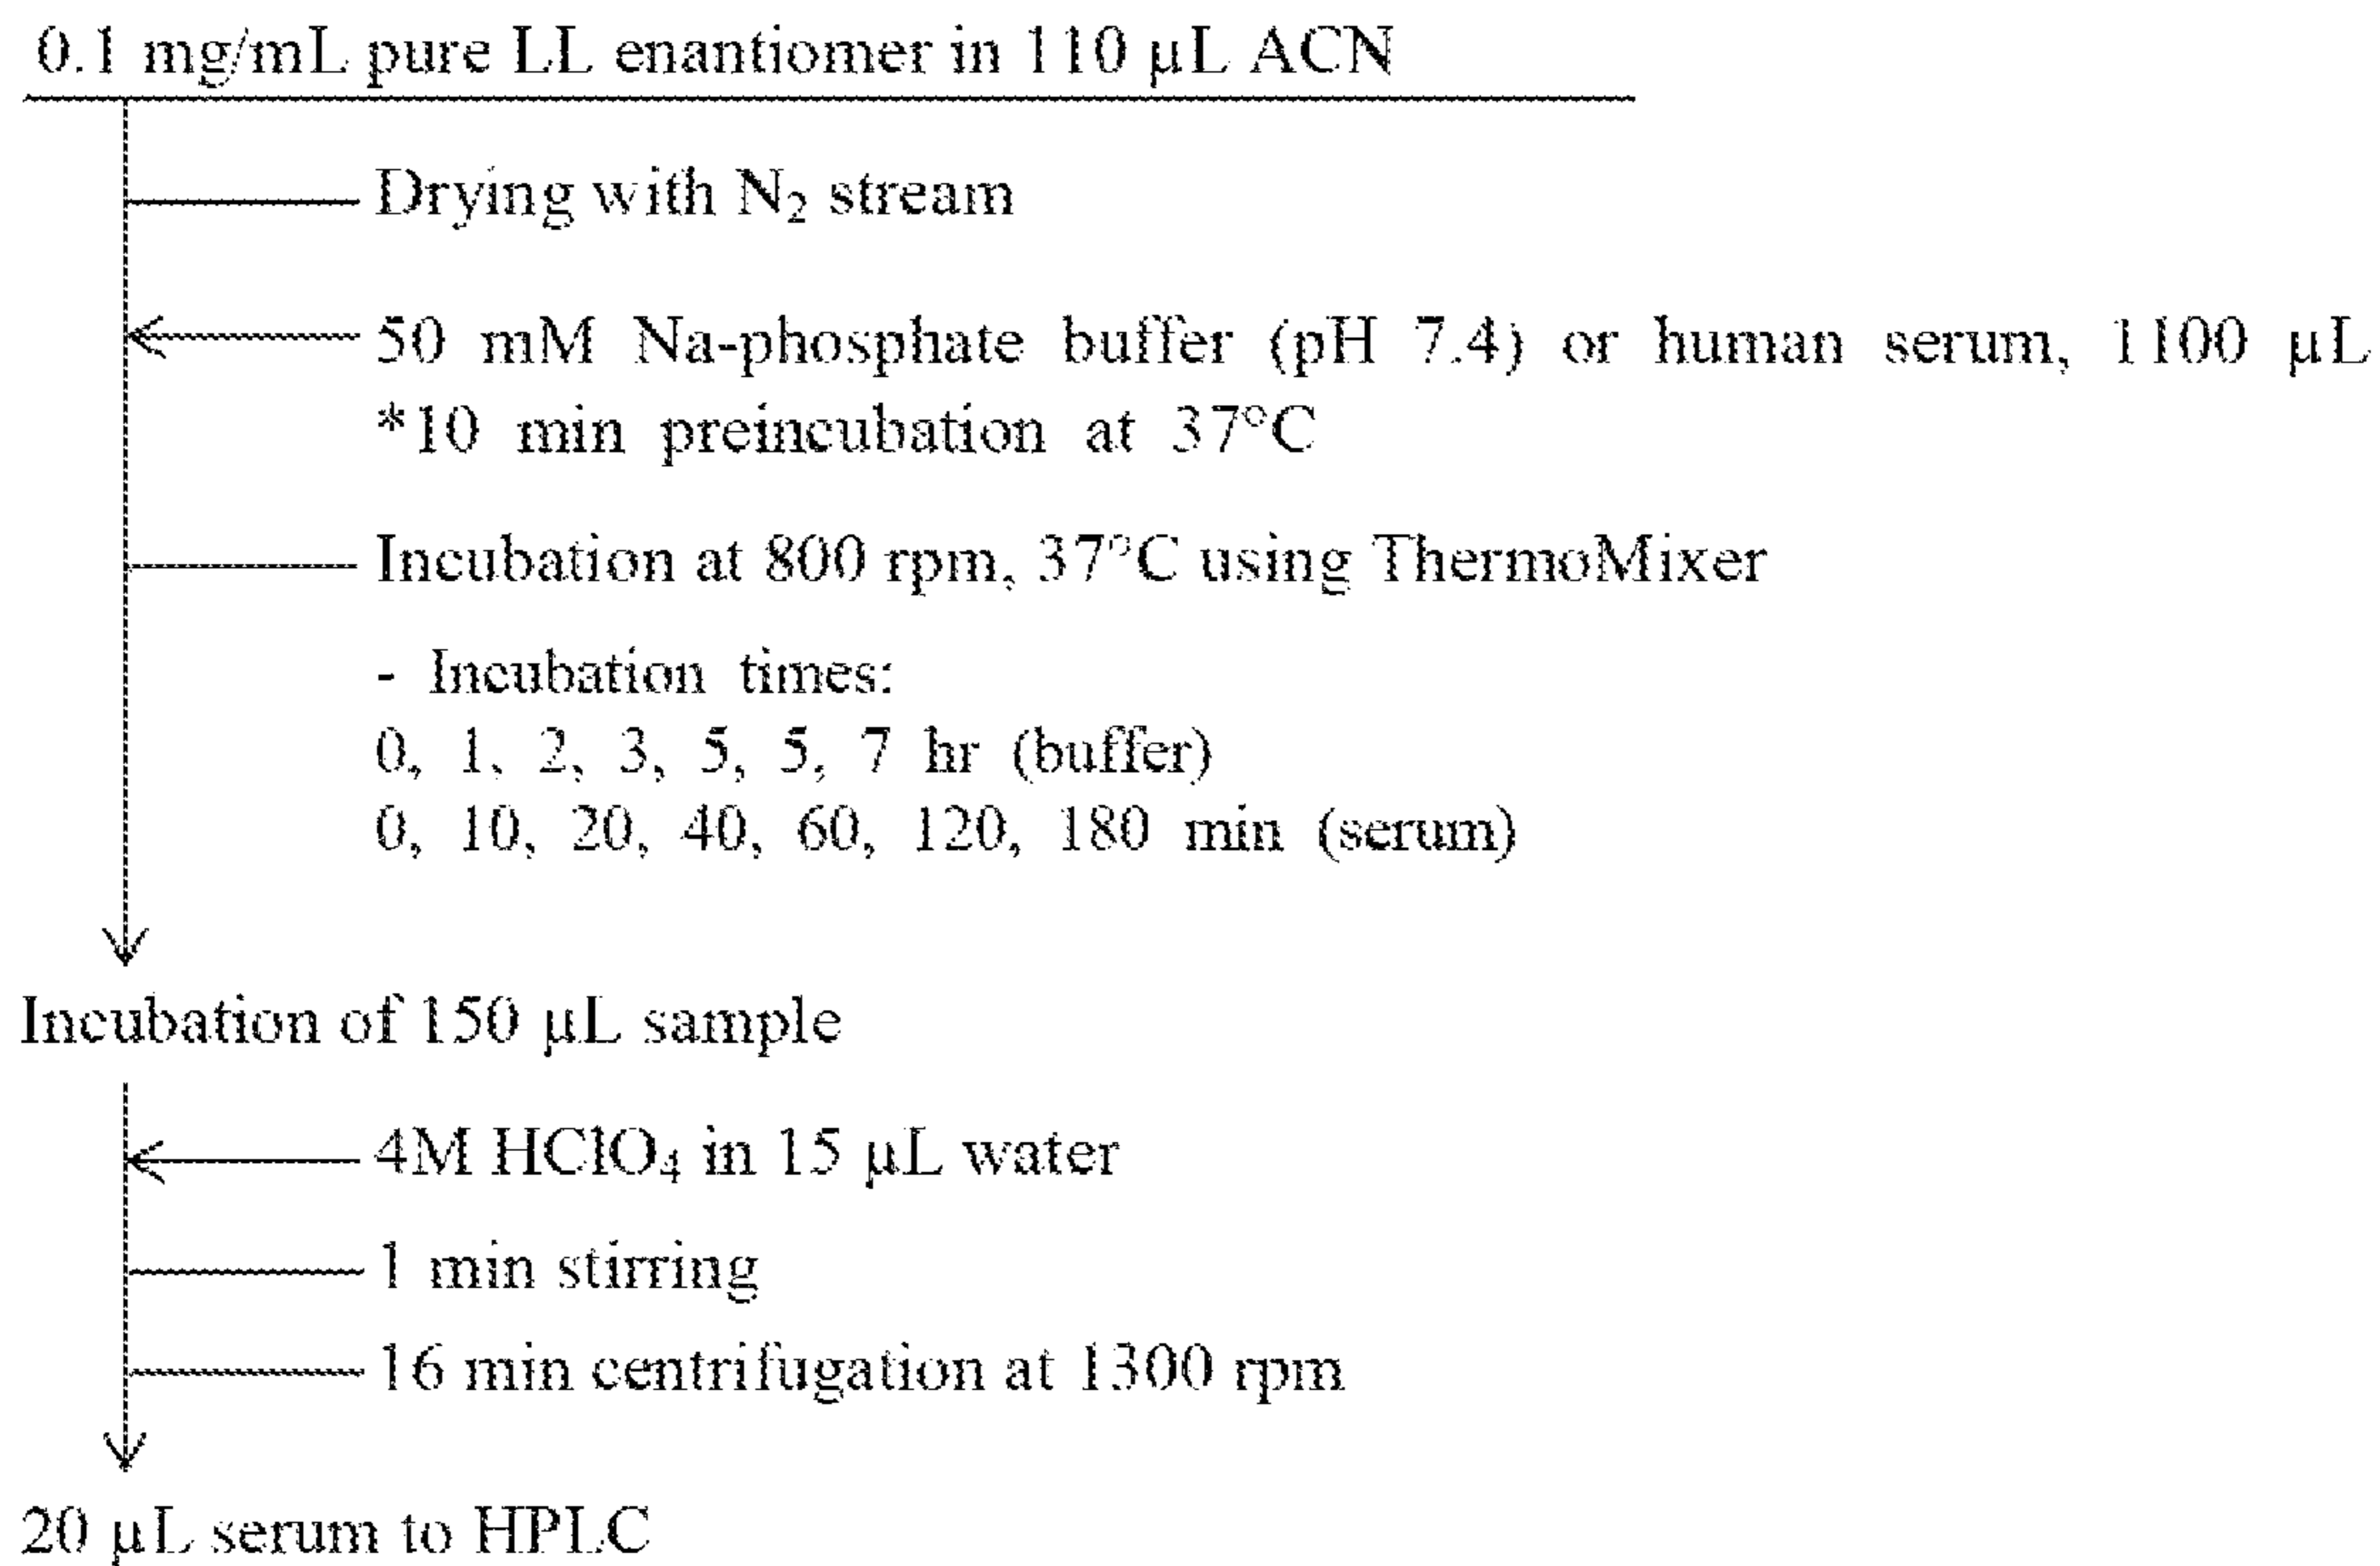 0.1 mg/mL pure LL enantiomer in 110 µL ACN
Drying with N₂ stream
50 mM Na-phosphate buffer (pH 7.4) or human serum, 1100 µL
*10 min preincubation at 37°C
Incubation at 800 rpm, 37°C using ThermoMixer
- Incubation times:
0, 1, 2, 3, 5, 5, 7 hr (buffer)
0, 10, 20, 40, 60, 120, 180 min (serum)
Incubation of 150 µL sample
4M HClO₄ in 15 µL water
1 min stirring
16 min centrifugation at 1300 rpm
20 µL serum to HPLC